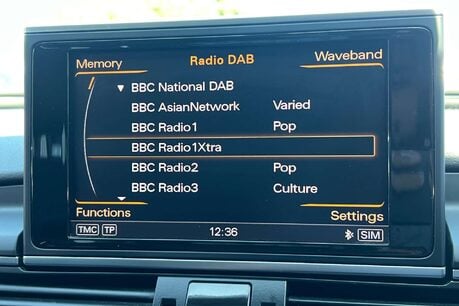 Memory Radio DAB Waveband
▼ BBC National DAB
BBC AsianNetwork Varied
BBC Radio1 Pop
BBC Radio1Xtra
BBC Radio2 Pop
BBC Radio3 Culture
Functions Settings
TMC TP 12:36 SIM